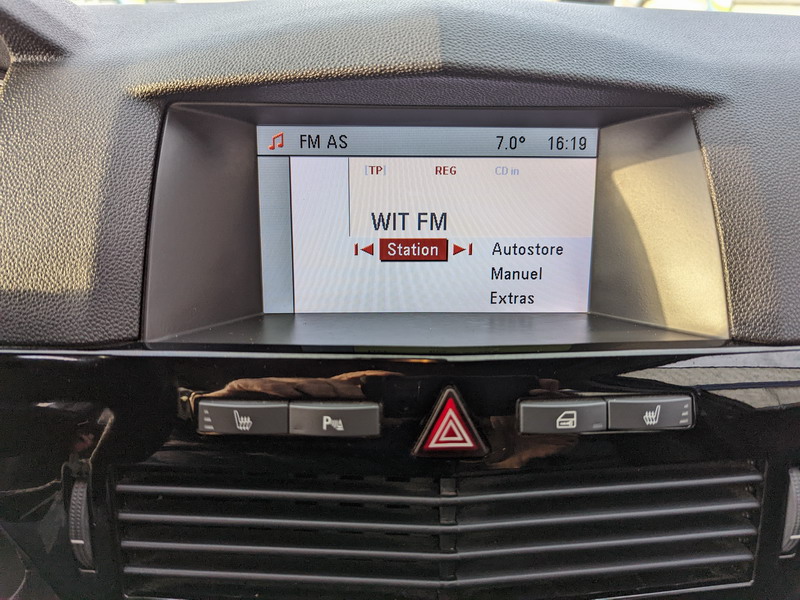 FM AS 7.0° 16:19
[TP] REG CD in
WIT FM
Station Autostore
Manuel
Extras
P